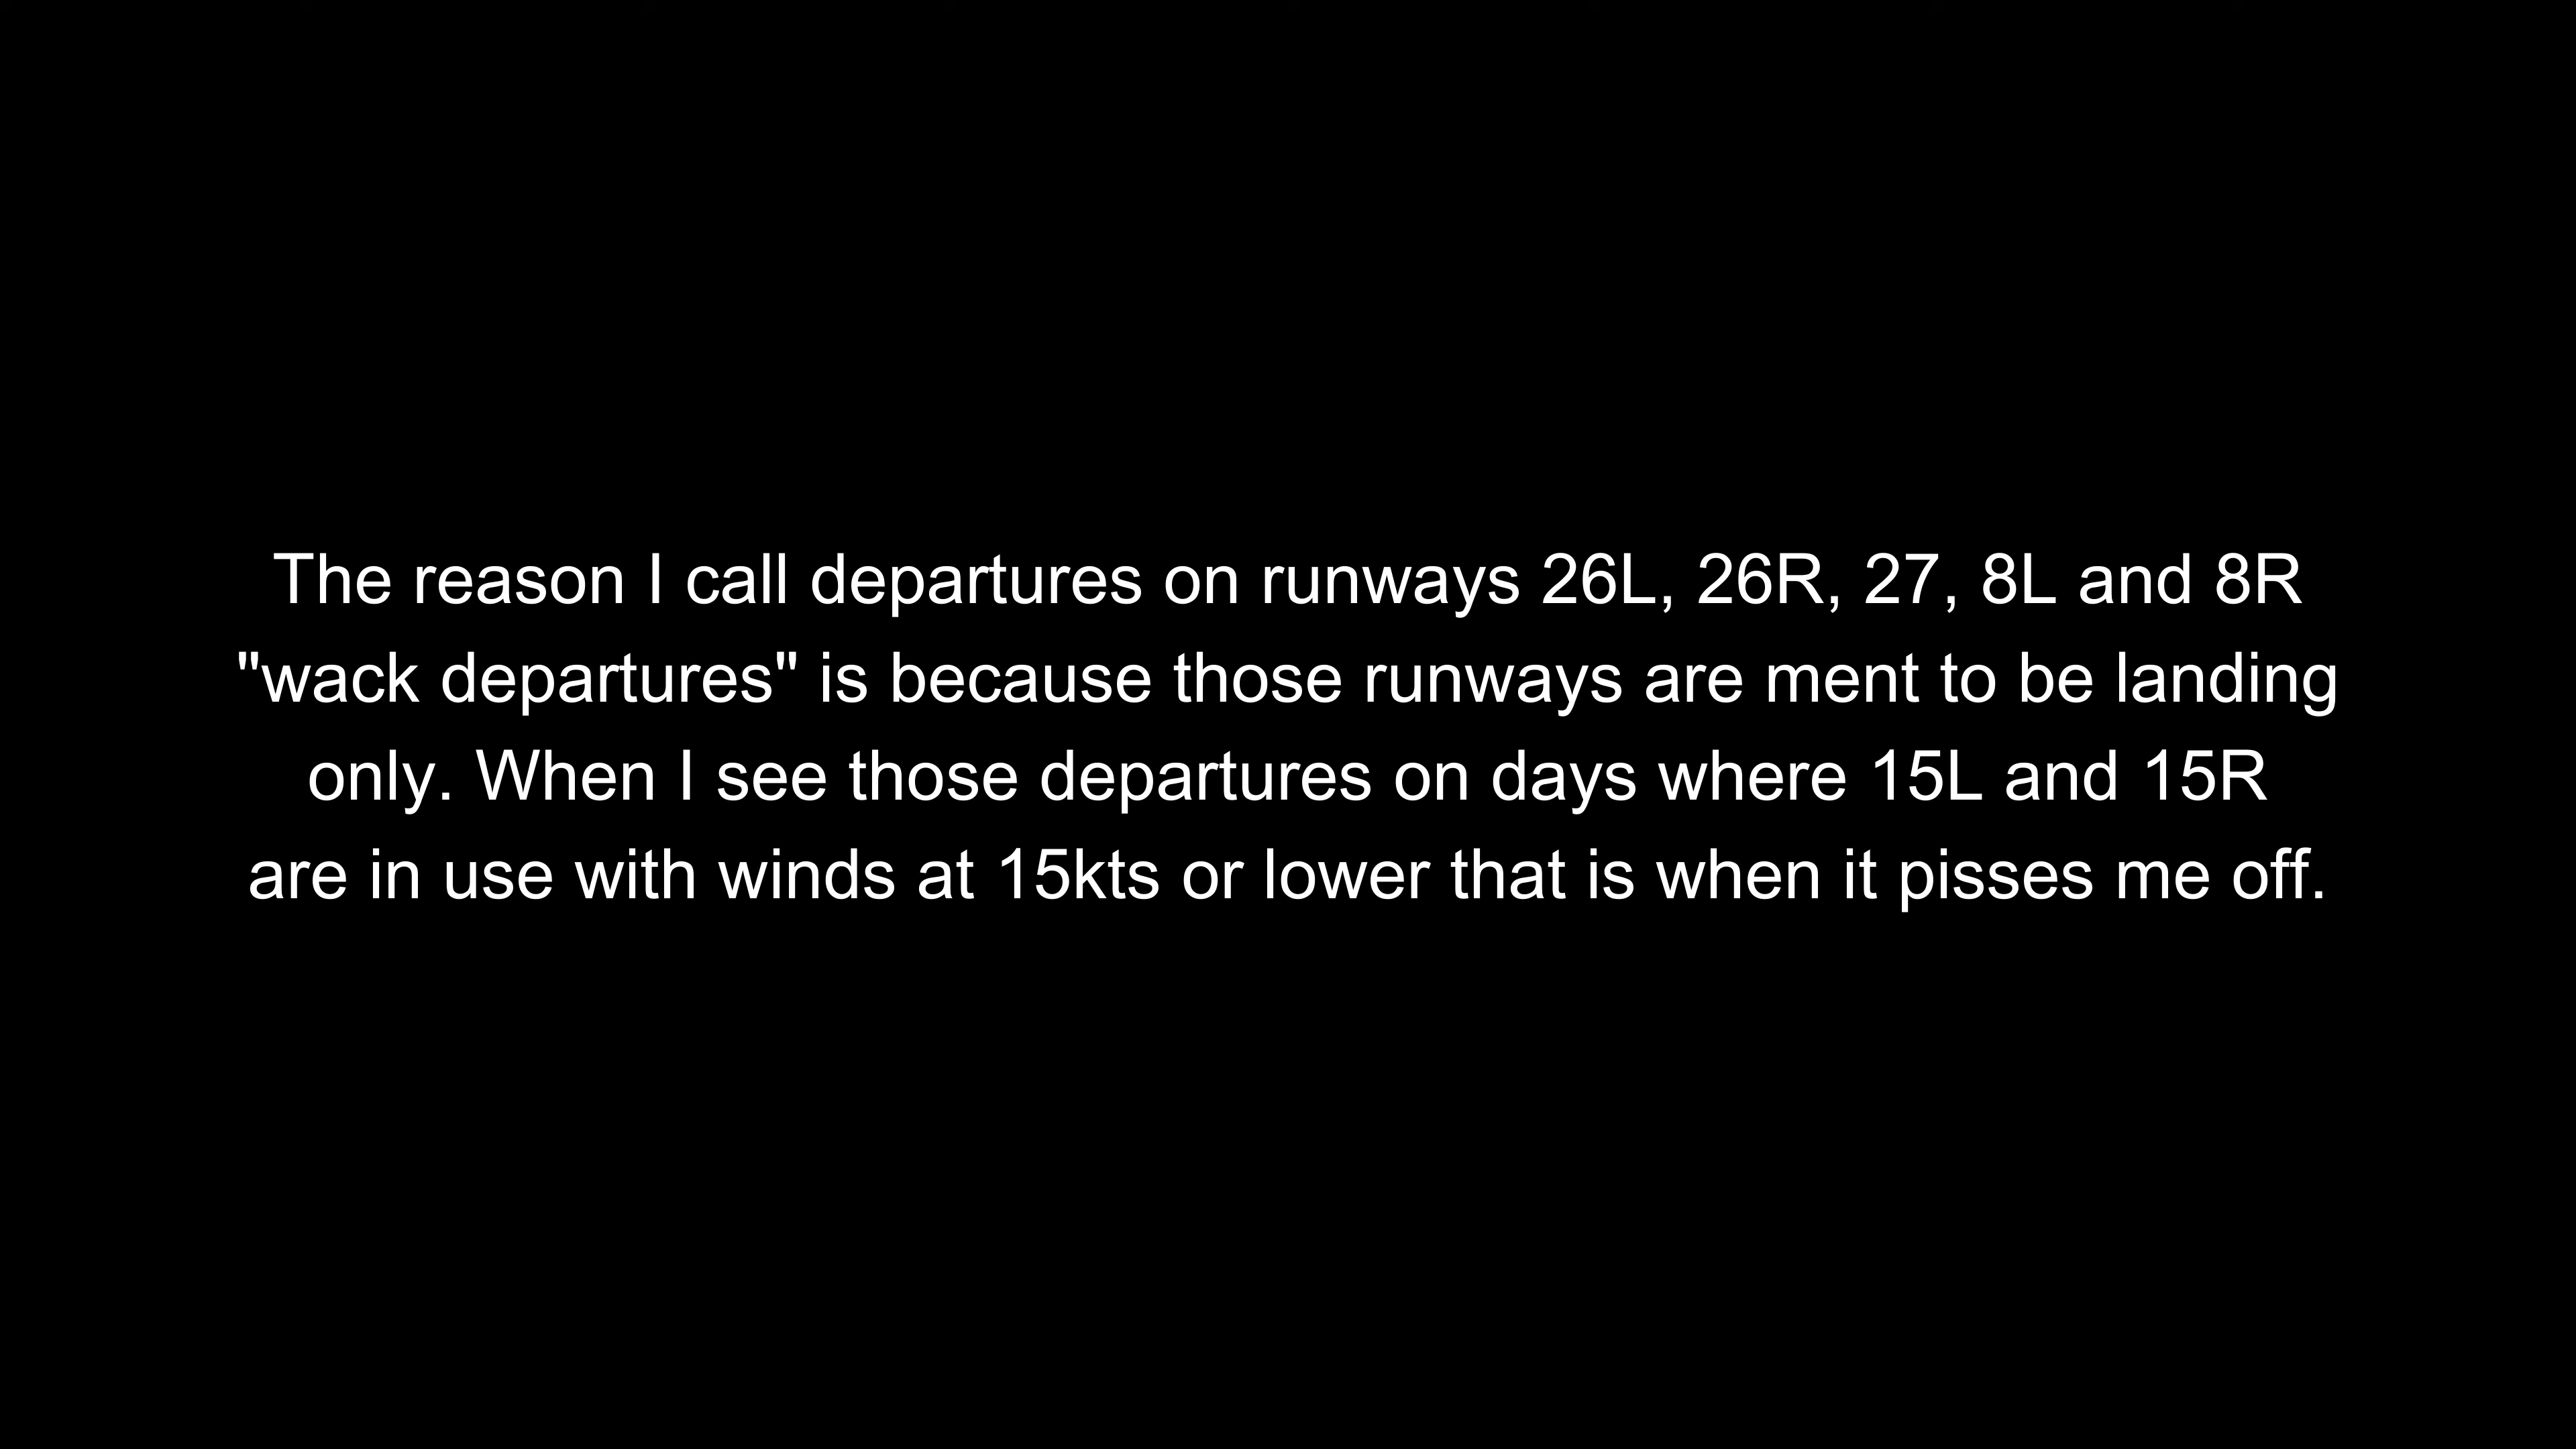 The reason I call departures on runways 26L, 26R, 27, 8L and 8R
"wack departures" is because those runways are ment to be landing
only. When I see those departures on days where 15L and 15R
are in use with winds at 15kts or lower that is when it pisses me off.